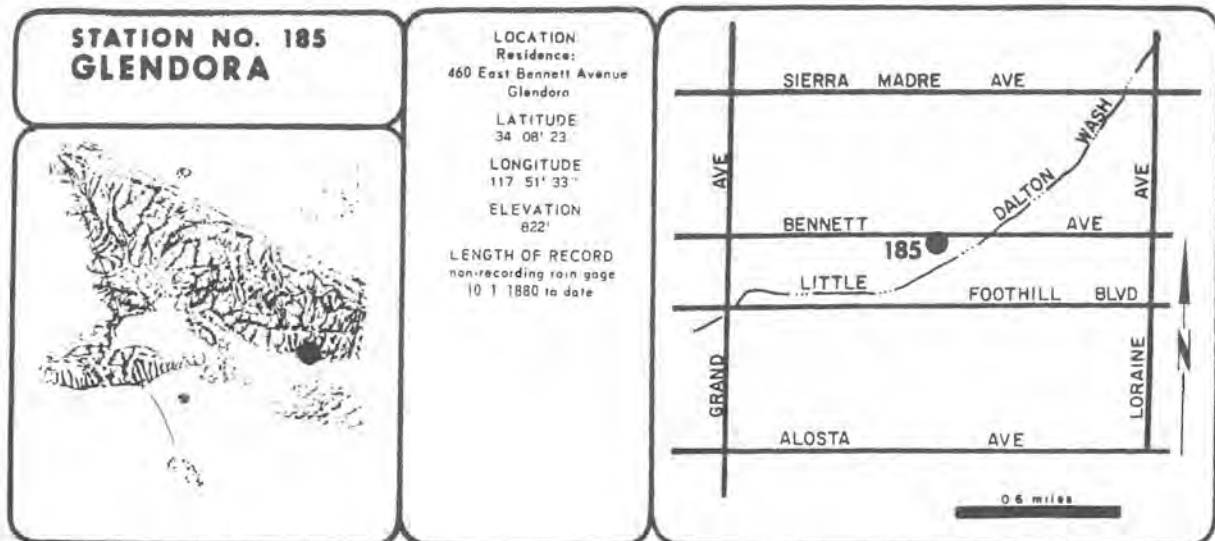 STATION NO. 185
GLENDORA
LOCATION
Residence:
460 East Bennett Avenue
Glendora
LATITUDE
34 08' 23
LONGITUDE
117 51' 33"
ELEVATION
822'
LENGTH OF RECORD
non-recording rain gage
10 1 1880 to date
SIERRA MADRE AVE
WASH
AVE
AVE
DALTON
BENNETT AVE
185
LITTLE
FOOTHILL BLVD
N
GRAND
LORAINE
ALOSTA AVE
0.6 miles